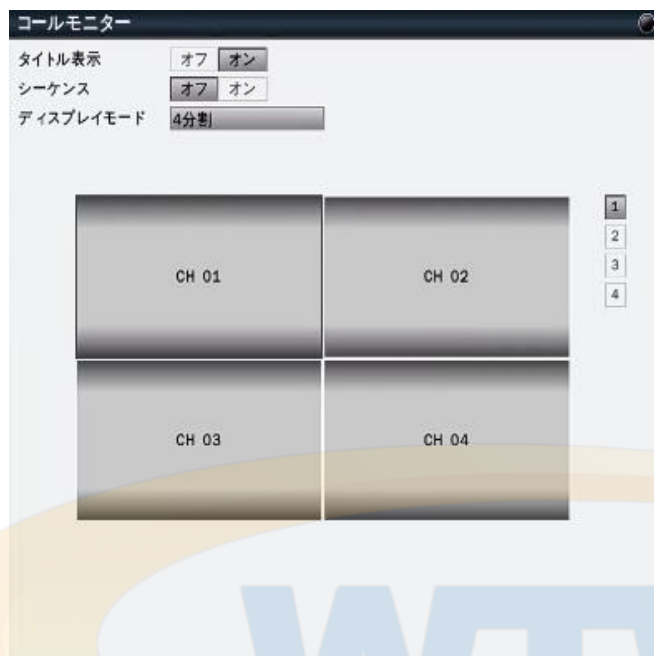 コールモニター
タイトル表示 オフ オン
シーケンス オフ オン
ディスプレイモード 4分割
CH 01 CH 02
CH 03 CH 04
1
2
3
4